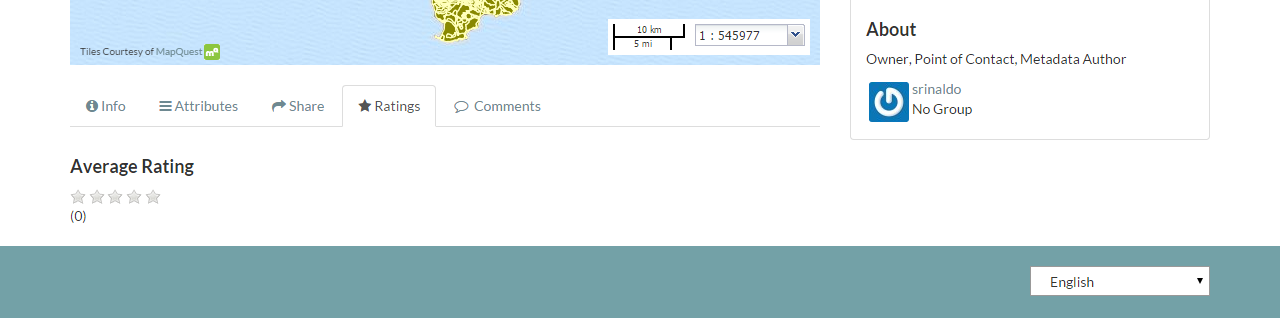 Tiles Courtesy of MapQuest
10 km
5 mi
1 : 545977
Info
Attributes
Share
Ratings
Comments
Average Rating
(0)
About
Owner, Point of Contact, Metadata Author
srinaldo
No Group
English